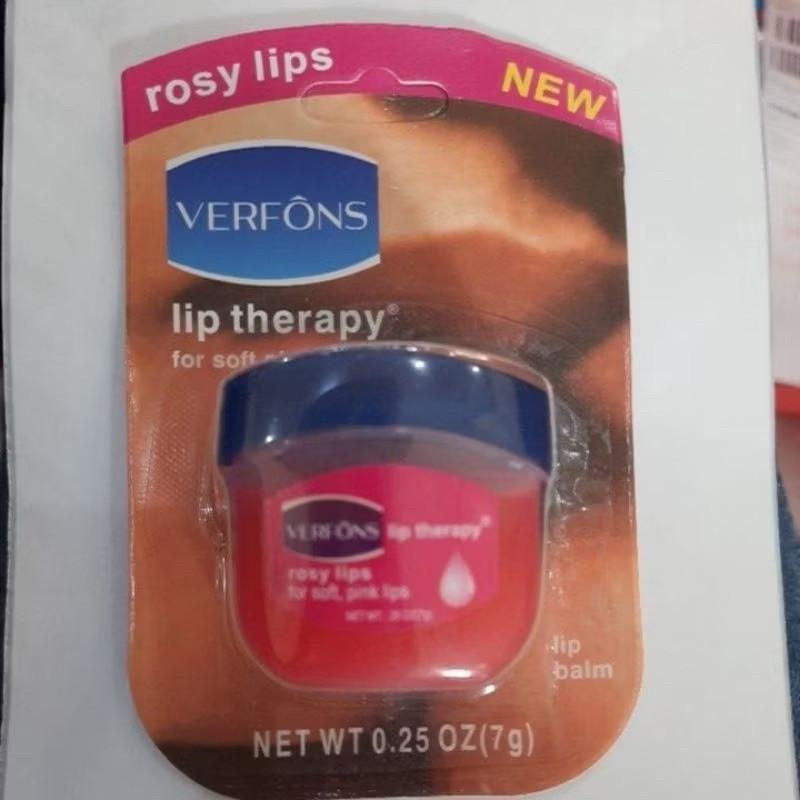 rosy lips NEW
VERFÔNS
lip therapy®
for soft
VERFÔNS lip therapy®
rosy lips
for soft, pink lips
lip
balm
NET WT 0.25 OZ(7g)